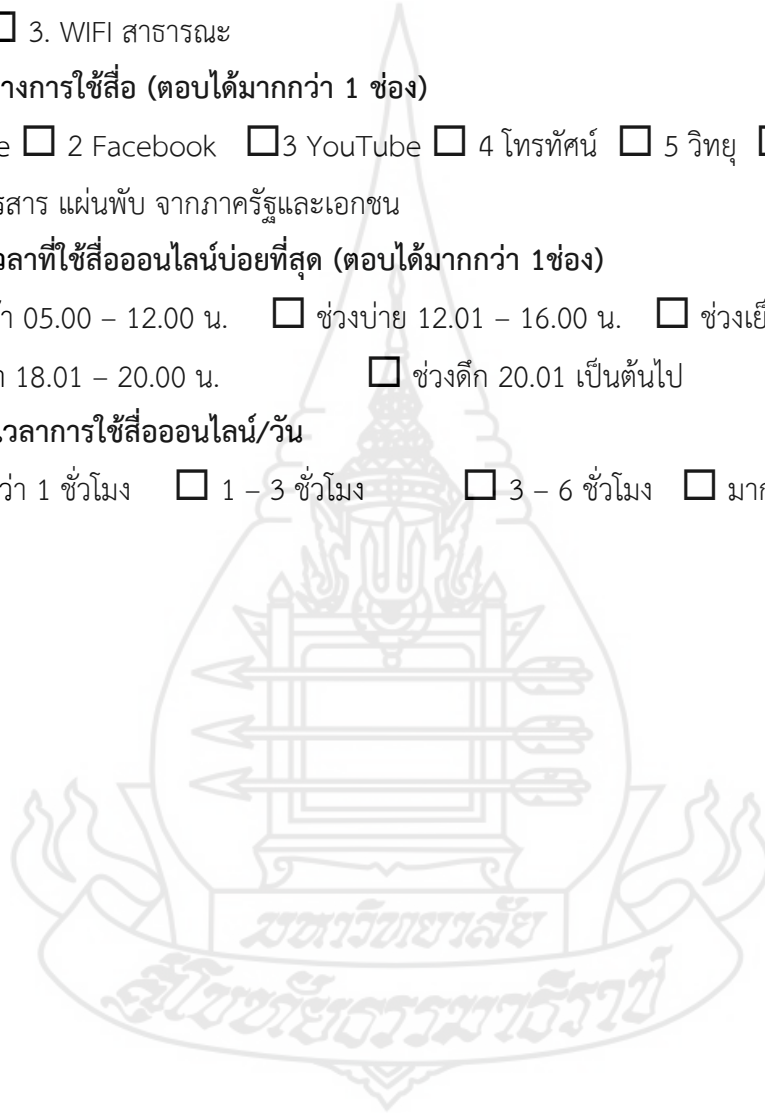 ☐ 3. WIFI สาธารณะ
างการใช้สื่อ (ตอบได้มากกว่า 1 ช่อง)
e ☐ 2 Facebook ☐3 YouTube ☐ 4 โทรทัศน์ ☐ 5 วิทยุ ☐
รสาร แผ่นพับ จากภาครัฐและเอกชน
วลาที่ใช้สื่อออนไลน์บ่อยที่สุด (ตอบได้มากกว่า 1ช่อง)
05.00 – 12.00 น. ☐ ช่วงบ่าย 12.01 – 16.00 น. ☐ ช่วงเย็
18.01 – 20.00 น. ☐ ช่วงดึก 20.01 เป็นต้นไป
เวลาการใช้สื่อออนไลน์/วัน
ว่า 1 ชั่วโมง ☐ 1 – 3 ชั่วโมง ☐ 3 – 6 ชั่วโมง ☐ มาก
มหาวิทยาลัย
สุโขทัยธรรมาธิราช